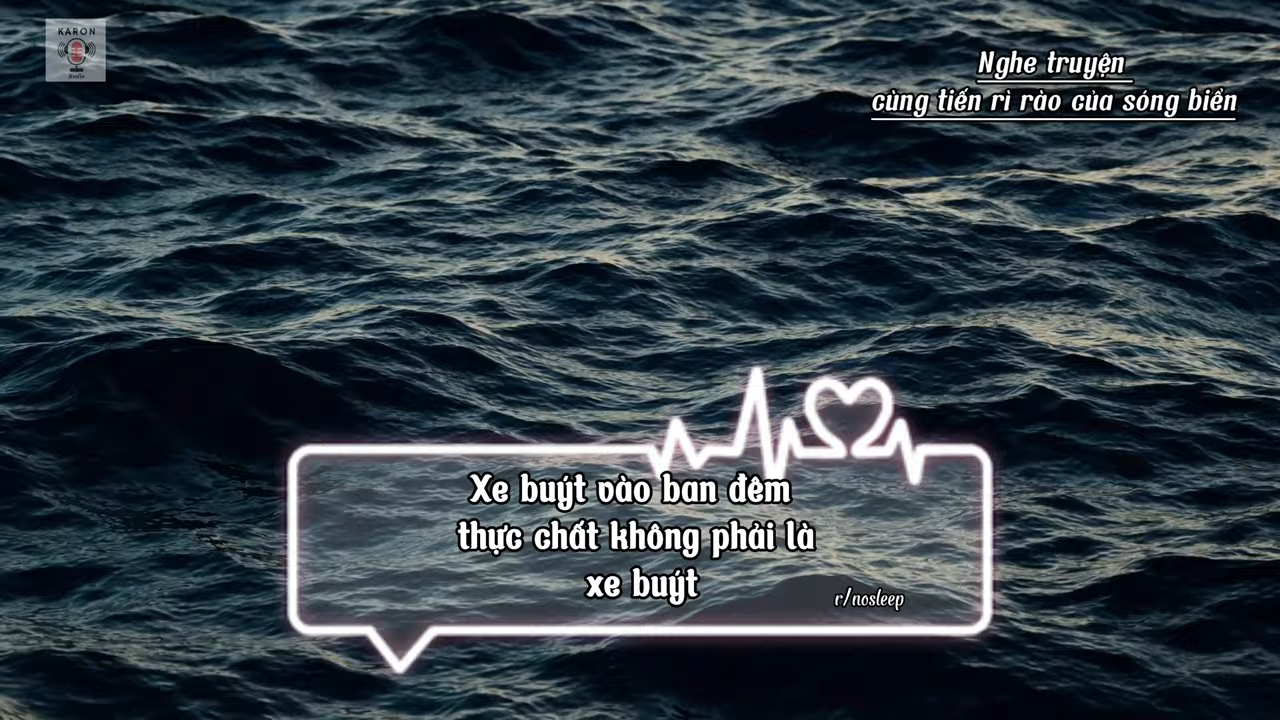 KARON
Radio
Nghe truyện
cùng tiến rì rào của sóng biển
Xe buýt vào ban đêm
thực chất không phải là
xe buýt
r/nosleep